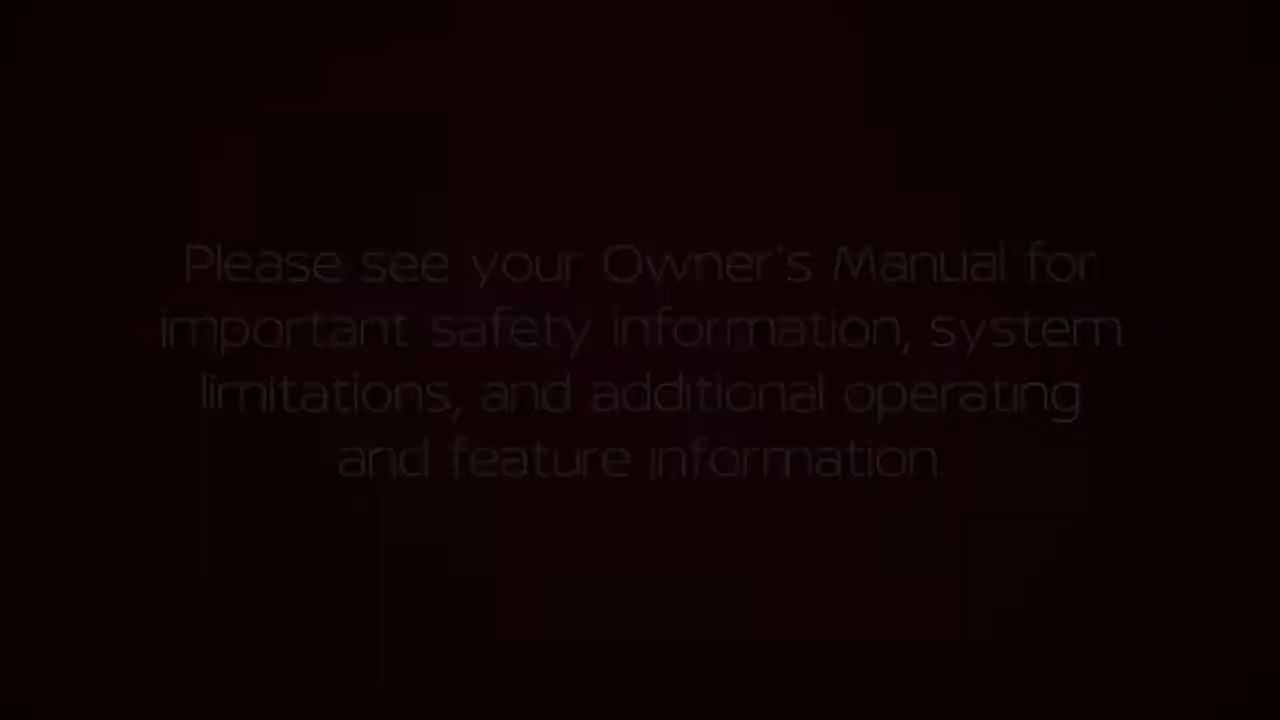 Please see your Owner's Manual for
important safety information, system
limitations, and additional operating
and feature information.